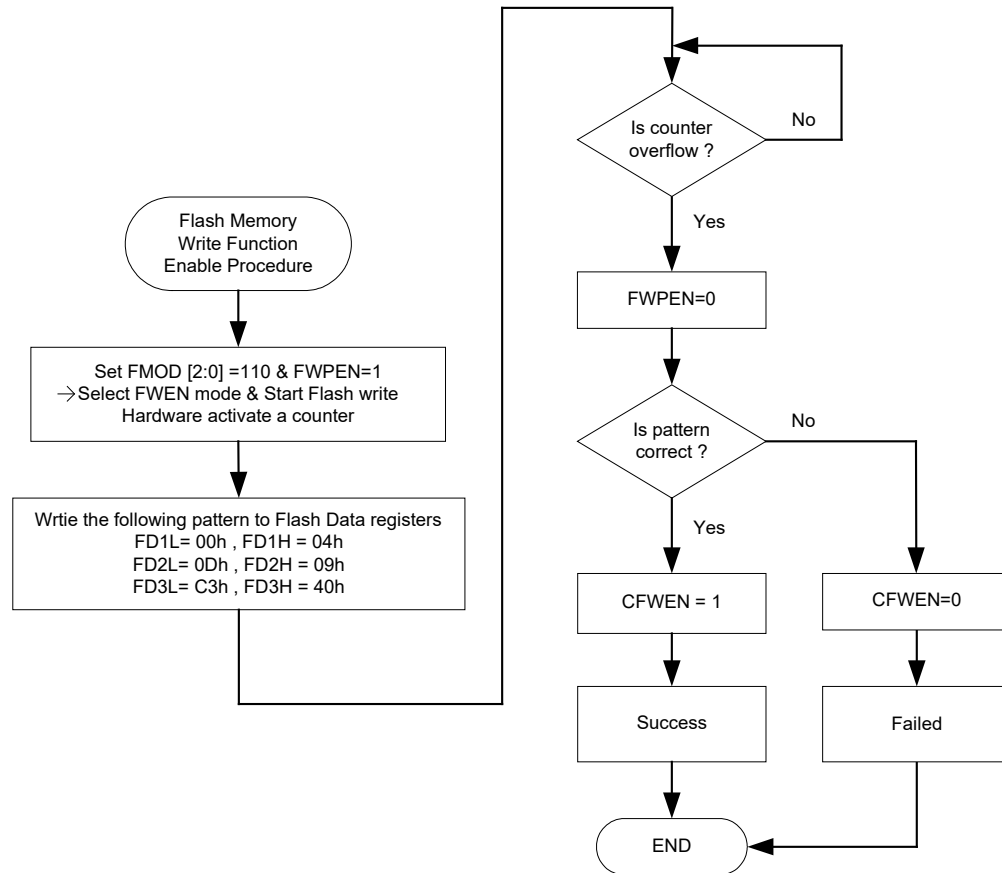 Flash Memory
Write Function
Enable Procedure
Set FMOD [2:0] =110 & FWPEN=1
→Select FWEN mode & Start Flash write
Hardware activate a counter
Wrtie the following pattern to Flash Data registers
FD1L= 00h , FD1H = 04h
FD2L= 0Dh , FD2H = 09h
FD3L= C3h , FD3H = 40h
Is counter
overflow ?
No
Yes
FWPEN=0
Is pattern
correct ?
No
Yes
CFWEN = 1
CFWEN=0
Success
Failed
END